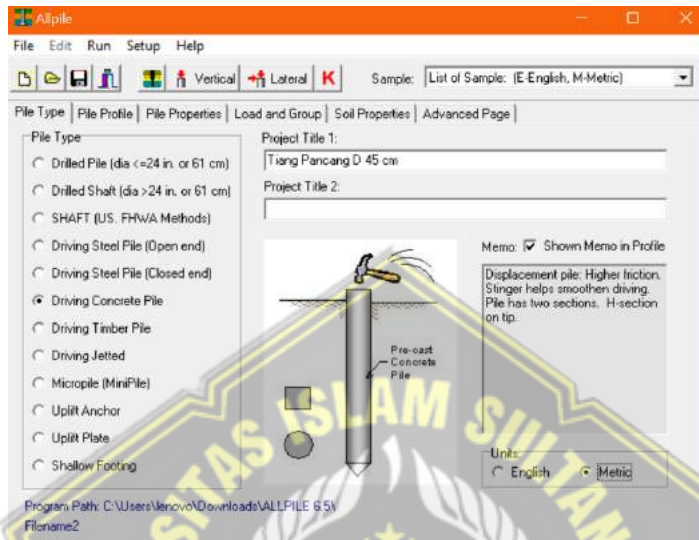 Allpile
File Edit Run Setup Help
Vertical Lateral K Sample: List of Sample: (E-English, M-Metric)
Pile Type Pile Profile Pile Properties Load and Group Soil Properties Advanced Page
Pile Type
Drilled Pile (dia <=24 in. or 61 cm)
Drilled Shaft (dia >24 in. or 61 cm)
SHAFT (US. FHWA Methods)
Driving Steel Pile (Open end)
Driving Steel Pile (Closed end)
Driving Concrete Pile
Driving Timber Pile
Driving Jetted
Micropile (MiniPile)
Uplift Anchor
Uplift Plate
Shallow Footing
Project Title 1:
Tiang Pancang D 45 cm
Project Title 2:
Pre-cast
Concrete
Pile
Memo: Shown Memo in Profile
Displacement pile: Higher friction.
Stinger helps smoothen driving.
Pile has two sections. H-section
on tip.
Units:
English Metric
Program Path: C:\Users\lenovo\Downloads\ALLPILE 6.5\
Filename2
SITAS ISLAM SULTAN